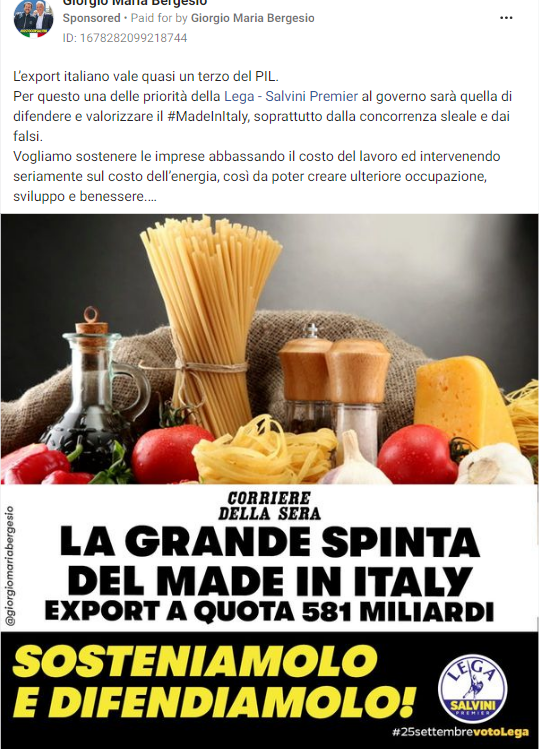 Giorgio Maria Bergesio
Sponsored • Paid for by Giorgio Maria Bergesio
ID: 1678282099218744
L'export italiano vale quasi un terzo del PIL.
Per questo una delle priorità della Lega - Salvini Premier al governo sarà quella di
difendere e valorizzare il #MadeInItaly, soprattutto dalla concorrenza sleale e dai
falsi.
Vogliamo sostenere le imprese abbassando il costo del lavoro ed intervenendo
seriamente sul costo dell'energia, così da poter creare ulteriore occupazione,
sviluppo e benessere....
@giorgiomariabergesio
CORRIERE
DELLA SERA
LA GRANDE SPINTA
DEL MADE IN ITALY
EXPORT A QUOTA 581 MILIARDI
SOSTENIAMOLO
E DIFENDIAMOLO!
LEGA
SALVINI
PREMIER
#25settembrevotoLega